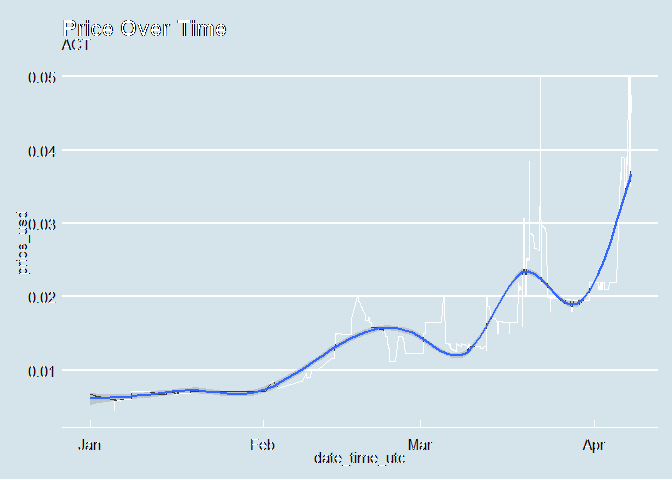 Price Over Time
ACT
0.05
0.04
0.03
0.02
0.01
price_usd
Jan
Feb
Mar
Apr
date_time_utc